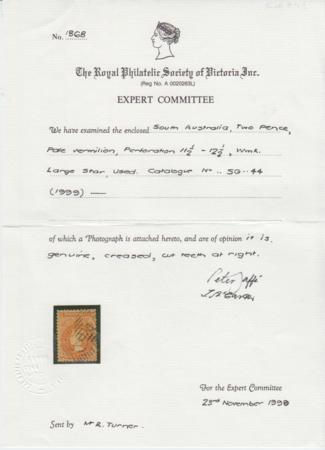 No. 1868
The Royal Philatelic Society of Victoria, Inc.
(Reg No. A 0020263L)
EXPERT COMMITTEE
We have examined the enclosed South Australia, Two Pence,
Pale vermilion, Perforation 11½ - 12½, Wmk.
Large Star, used. Catalogue No.. SG..44
(1999) —
of which a Photograph is attached hereto, and are of opinion it is
genuine, creased, cut teeth at right.
Peter Jaffé
For the Expert Committee
23rd November 1998
Sent by Mr R. Turner.